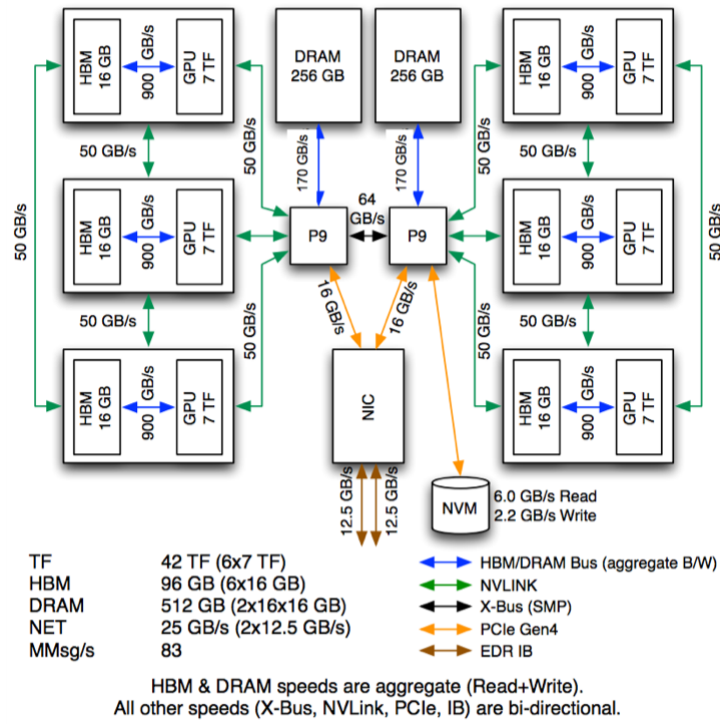 HBM
16 GB
900 GB/s
GPU
7 TF
DRAM
256 GB
DRAM
256 GB
HBM
16 GB
900 GB/s
GPU
7 TF
50 GB/s
50 GB/s
170 GB/s
170 GB/s
50 GB/s
50 GB/s
50 GB/s
HBM
16 GB
900 GB/s
GPU
7 TF
P9
64
GB/s
P9
HBM
16 GB
900 GB/s
GPU
7 TF
50 GB/s
50 GB/s
50 GB/s
16 GB/s
16 GB/s
50 GB/s
50 GB/s
HBM
16 GB
900 GB/s
GPU
7 TF
NIC
HBM
16 GB
900 GB/s
GPU
7 TF
12.5 GB/s
12.5 GB/s
NVM
6.0 GB/s Read
2.2 GB/s Write
TF 42 TF (6x7 TF)
HBM 96 GB (6x16 GB)
DRAM 512 GB (2x16x16 GB)
NET 25 GB/s (2x12.5 GB/s)
MMsg/s 83
HBM/DRAM Bus (aggregate B/W)
NVLINK
X-Bus (SMP)
PCIe Gen4
EDR IB
HBM & DRAM speeds are aggregate (Read+Write).
All other speeds (X-Bus, NVLink, PCIe, IB) are bi-directional.